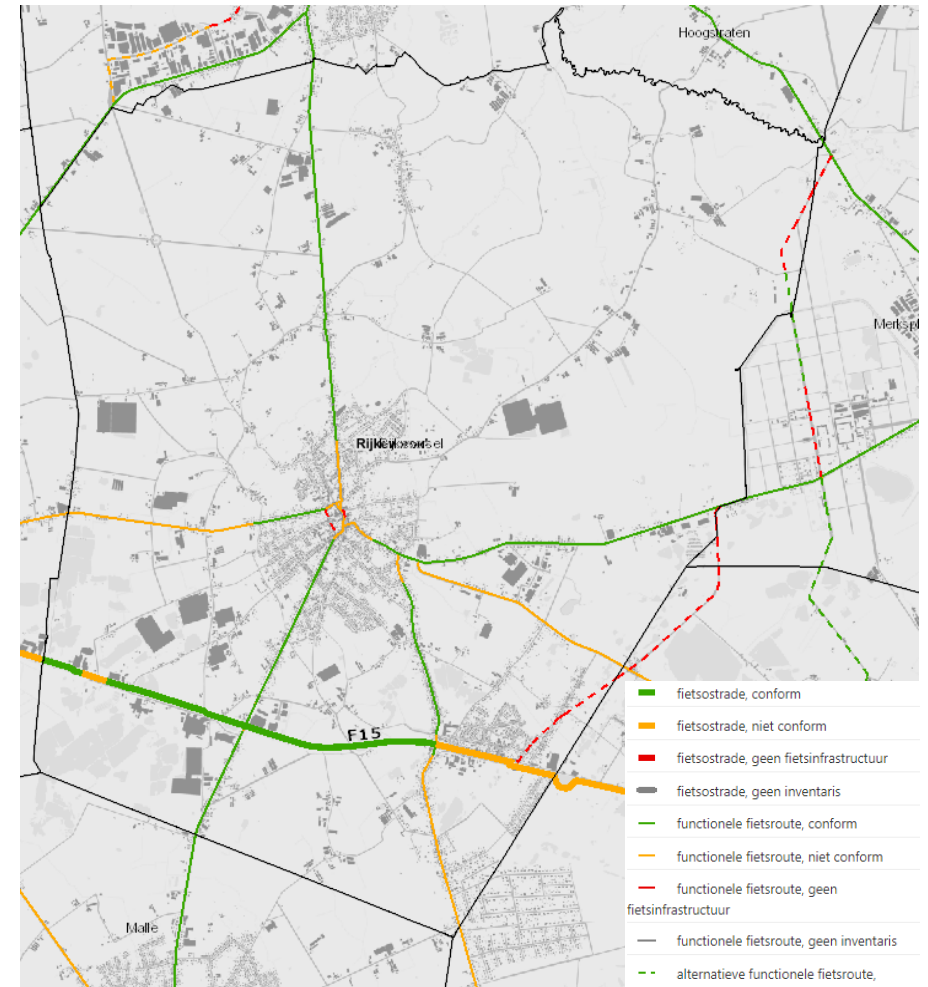 Hoogstraten
Merkspl
Rijkevorsel
F15
Malle
fietsostrade, conform
fietsostrade, niet conform
fietsostrade, geen fietsinfrastructuur
fietsostrade, geen inventaris
functionele fietsroute, conform
functionele fietsroute, niet conform
functionele fietsroute, geen
fietsinfrastructuur
functionele fietsroute, geen inventaris
alternatieve functionele fietsroute,